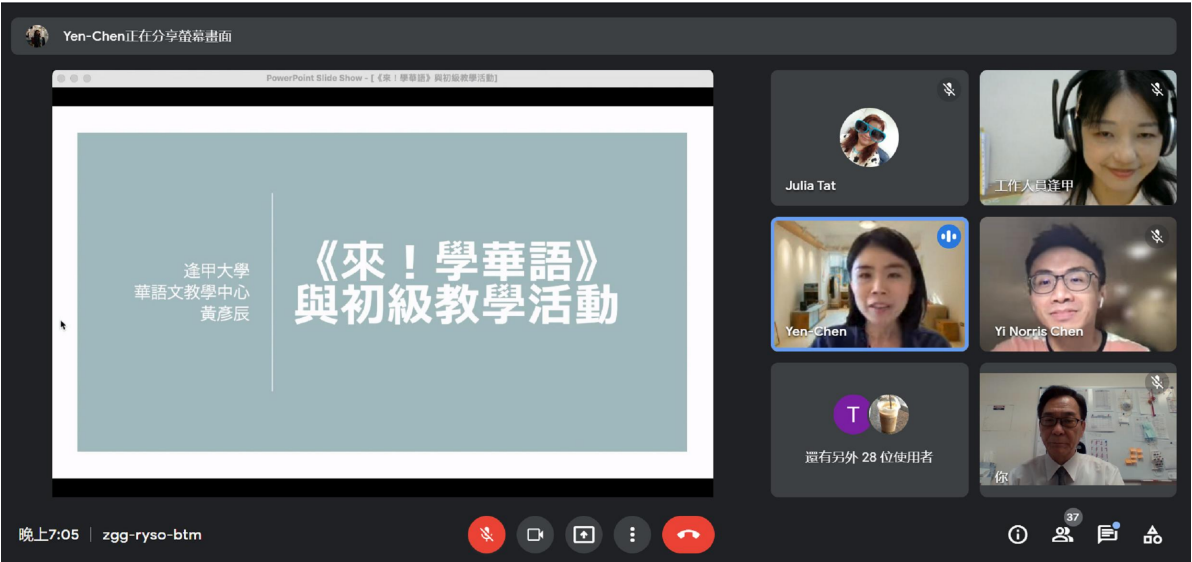 Yen-Chen正在分享螢幕畫面
PowerPoint Slide Show - [《來！學華語》與初級教學活動]
逢甲大學
華語文教學中心
黃彥辰
《來！學華語》
與初級教學活動
Julia Tat
工作人員逢甲
Yen-Chen
Yi Norris Chen
T
還有另外 28 位使用者
你
晚上7:05 | zgg-ryso-btm
37